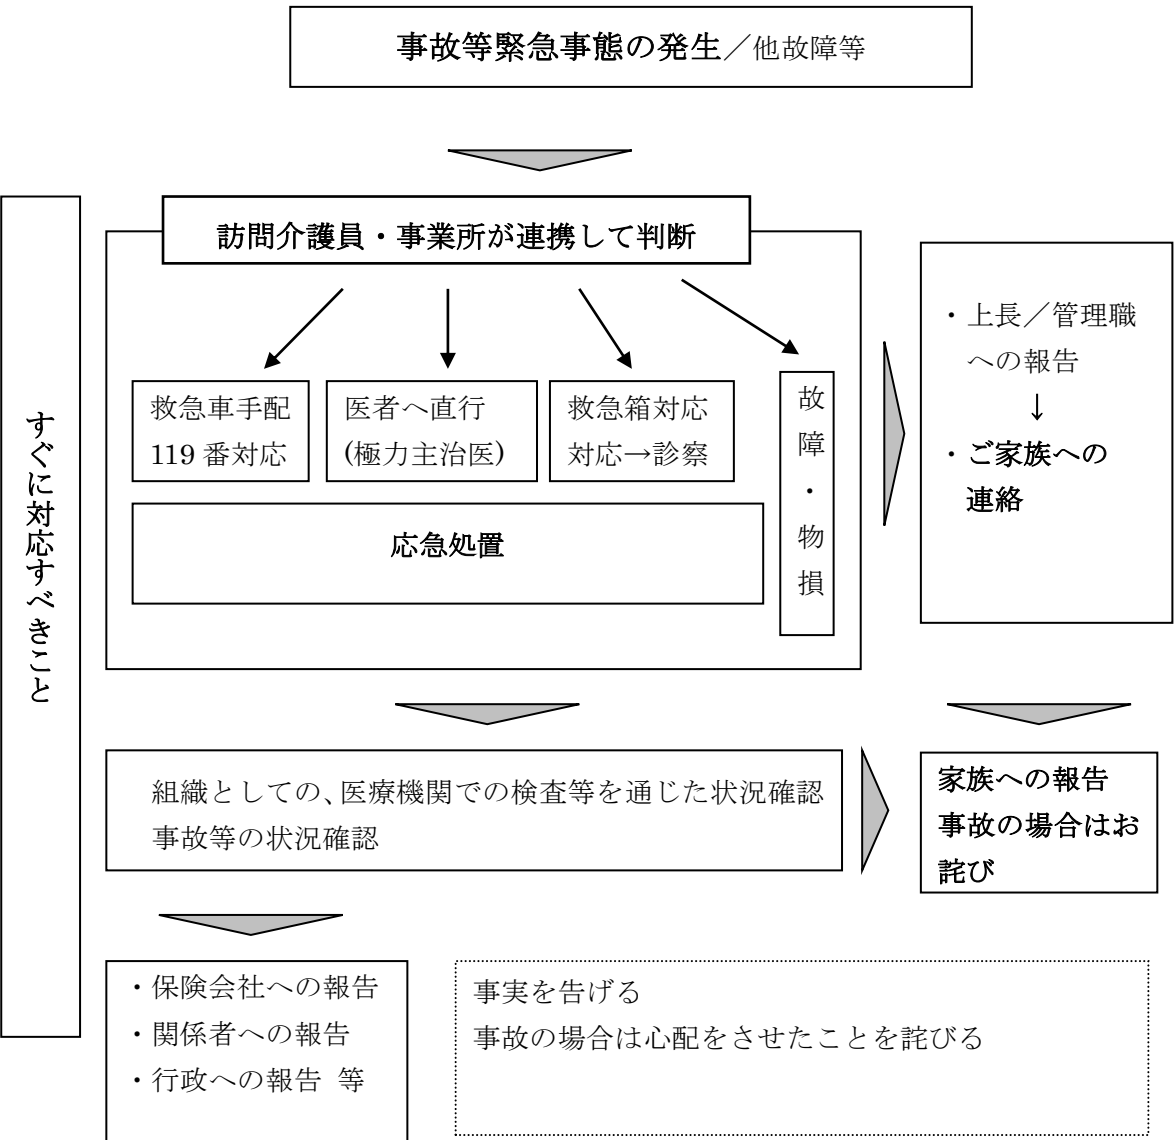 事故等緊急事態の発生／他故障等
訪問介護員・事業所が連携して判断
すぐに対応すべきこと
救急車手配
119 番対応
医者へ直行
(極力主治医)
救急箱対応
対応→診察
故障・物損
応急処置
・上長／管理職
への報告
↓
・ご家族への
連絡
組織としての、医療機関での検査等を通じた状況確認
事故等の状況確認
家族への報告
事故の場合はお
詫び
・保険会社への報告
・関係者への報告
・行政への報告 等
事実を告げる
事故の場合は心配をさせたことを詫びる